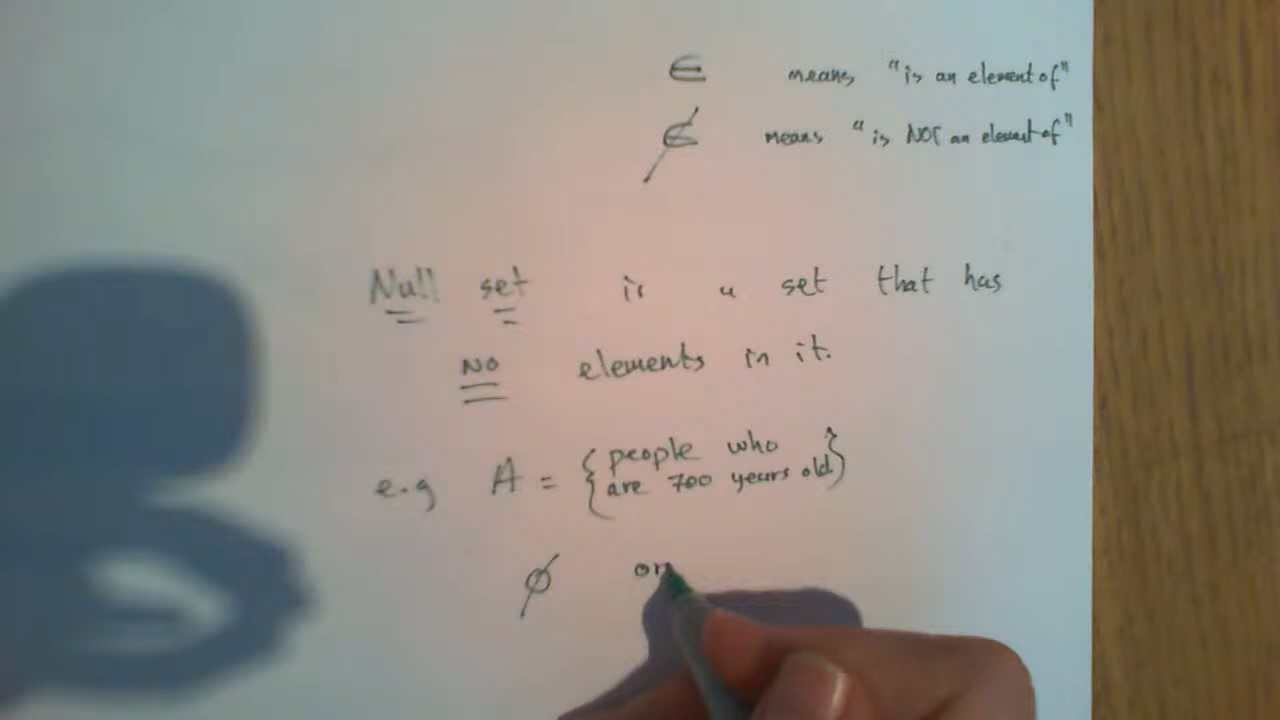 ∈ means "is an element of"
∉ means "is NOT an element of"
Null set is a set that has
NO elements in it.
e.g A = {people who
are 700 years old}
∅ or